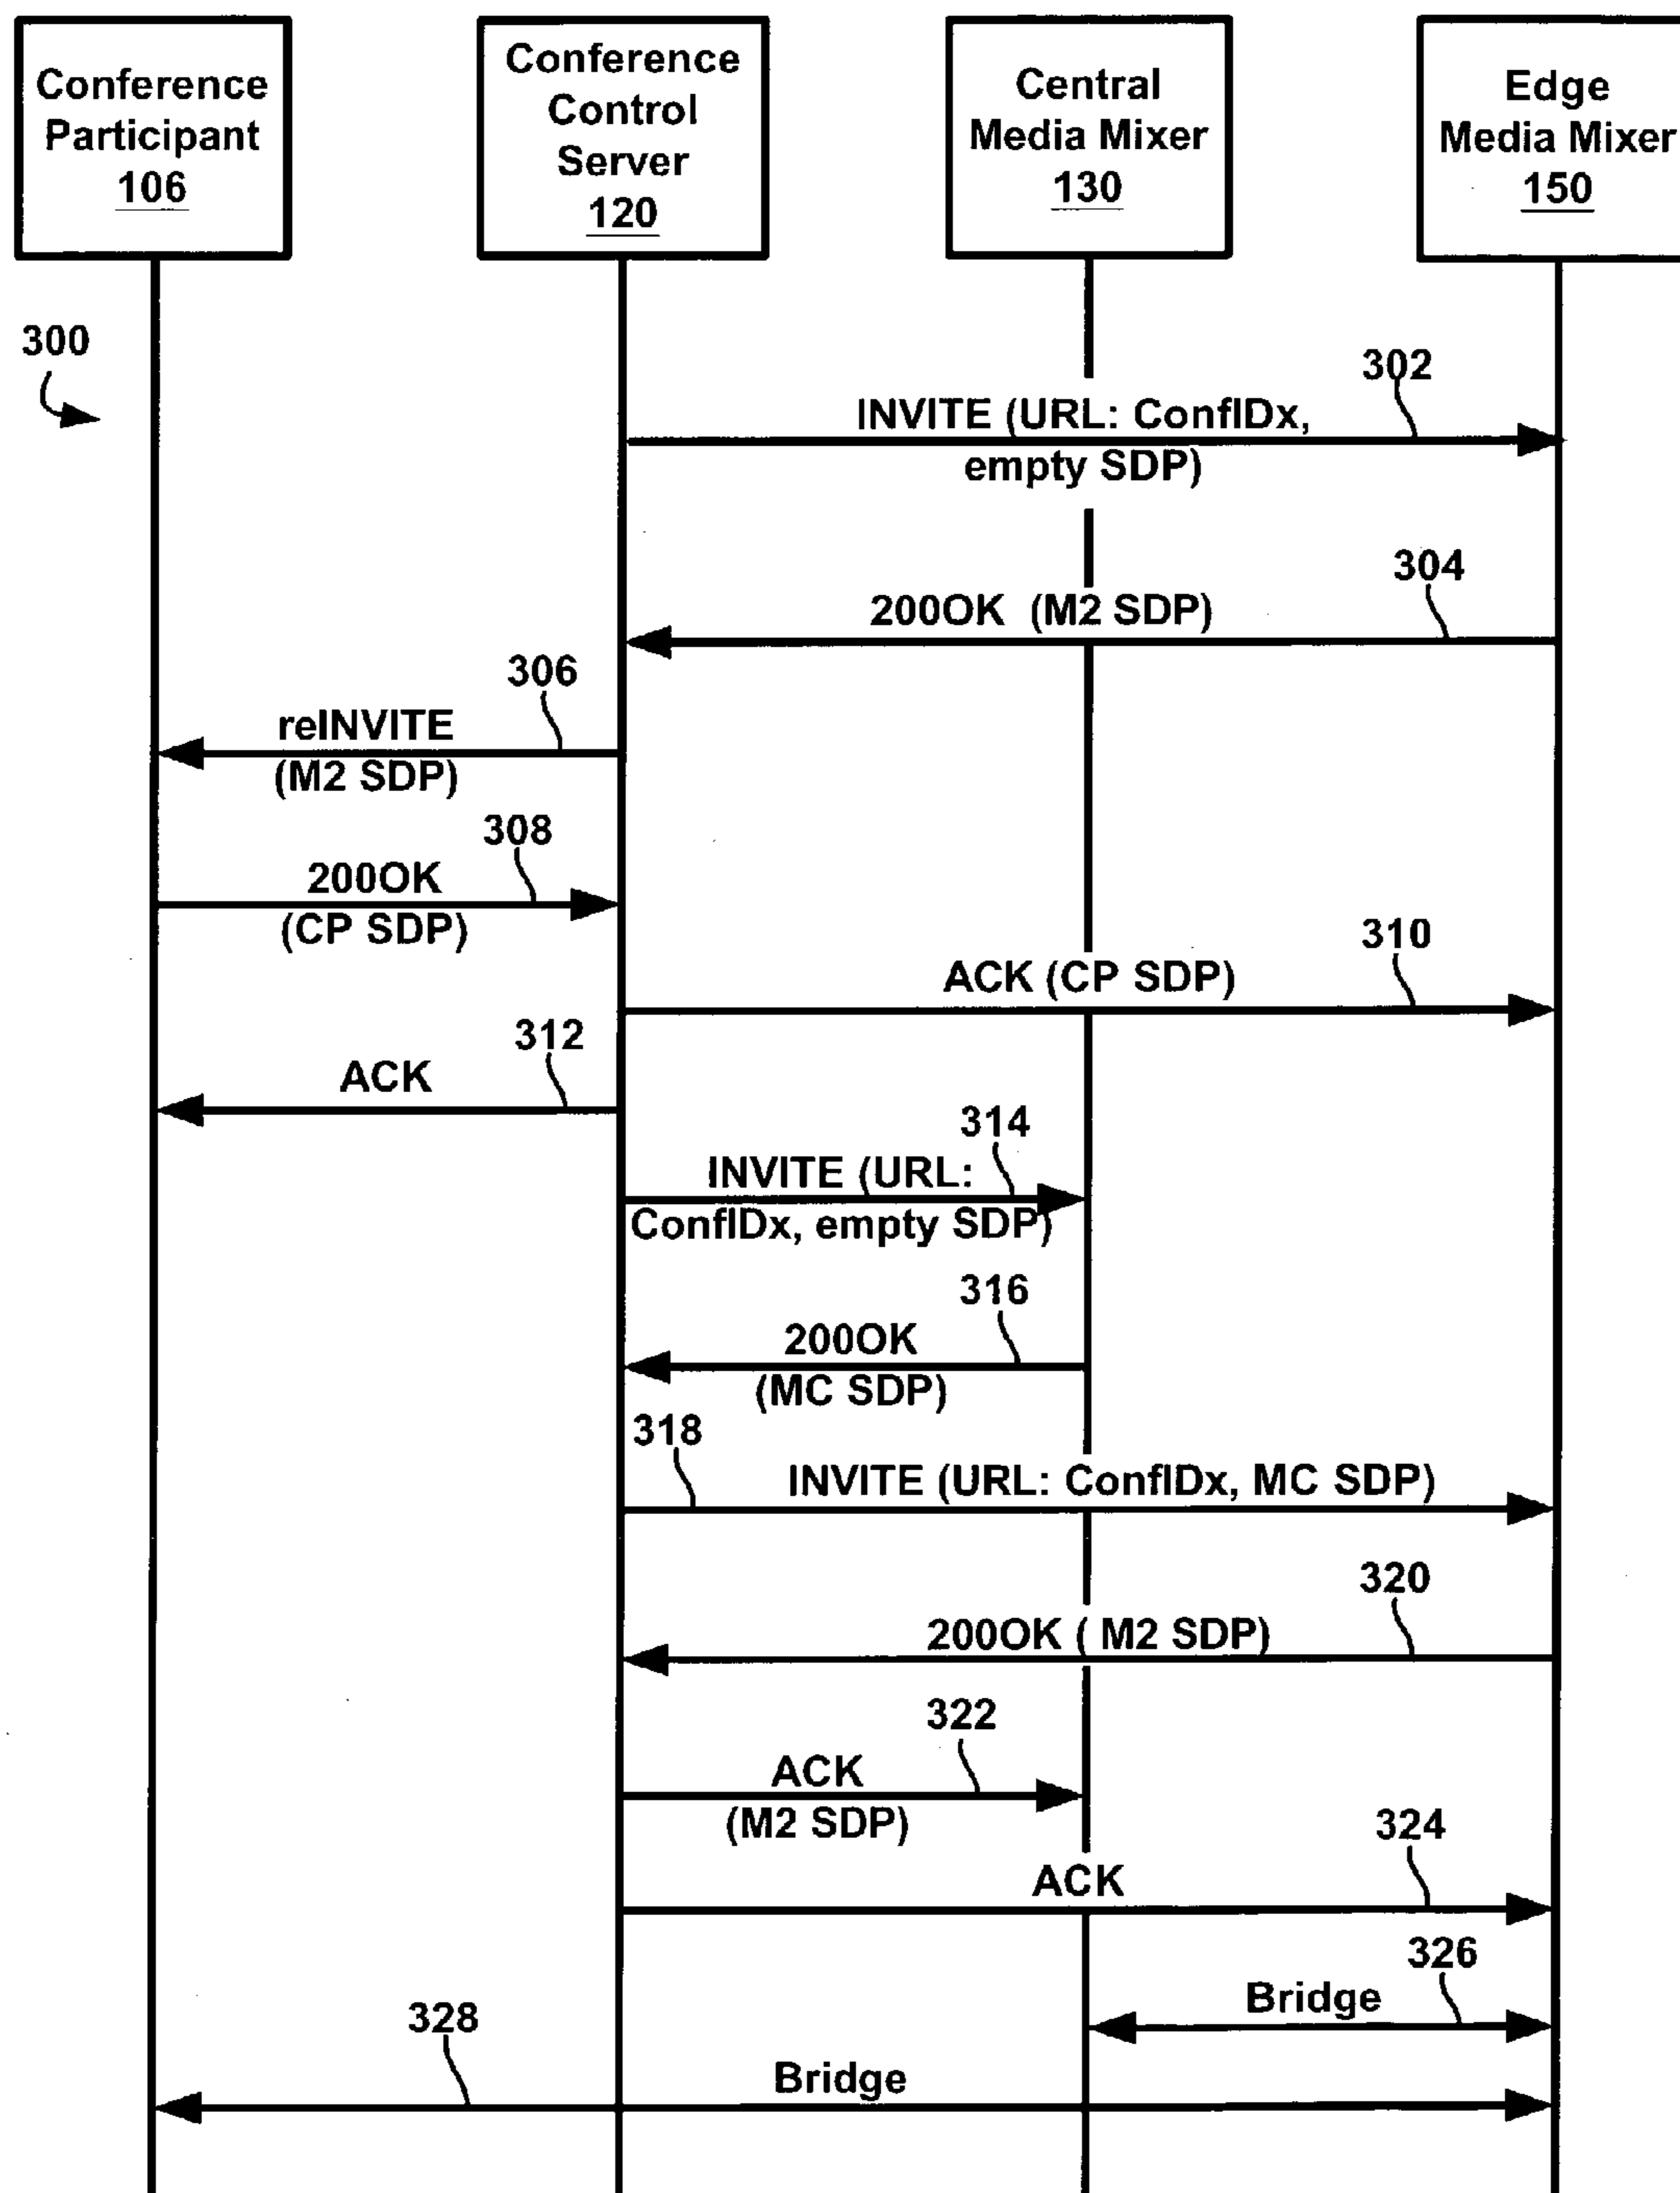 Conference
Participant
106
Conference
Control
Server
120
Central
Media Mixer
130
Edge
Media Mixer
150
300
302
INVITE (URL: ConfIDx,
empty SDP)
304
200OK (M2 SDP)
306
reINVITE
(M2 SDP)
308
200OK
(CP SDP)
310
ACK (CP SDP)
312
ACK
314
INVITE (URL:
ConfIDx, empty SDP)
316
200OK
(MC SDP)
318
INVITE (URL: ConfIDx, MC SDP)
320
200OK ( M2 SDP)
322
ACK
(M2 SDP)
324
ACK
326
Bridge
328
Bridge